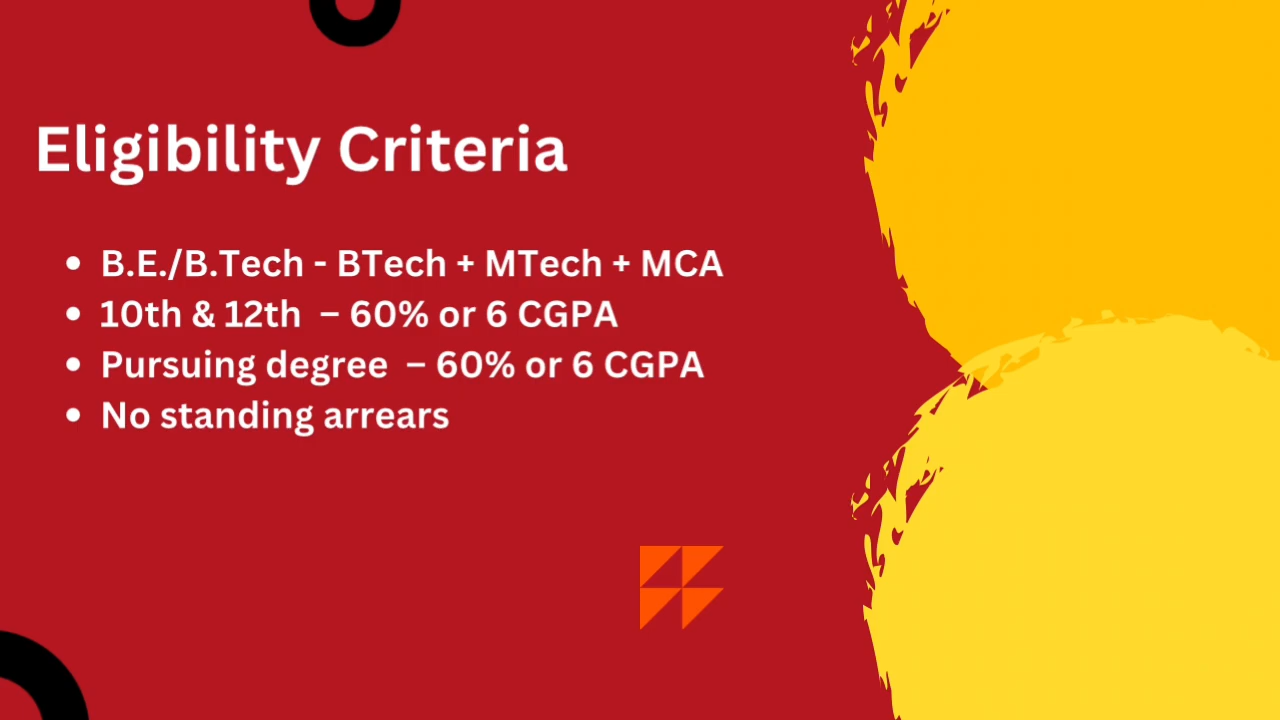 Eligibility Criteria
• B.E./B.Tech - BTech + MTech + MCA
• 10th & 12th – 60% or 6 CGPA
• Pursuing degree – 60% or 6 CGPA
• No standing arrears